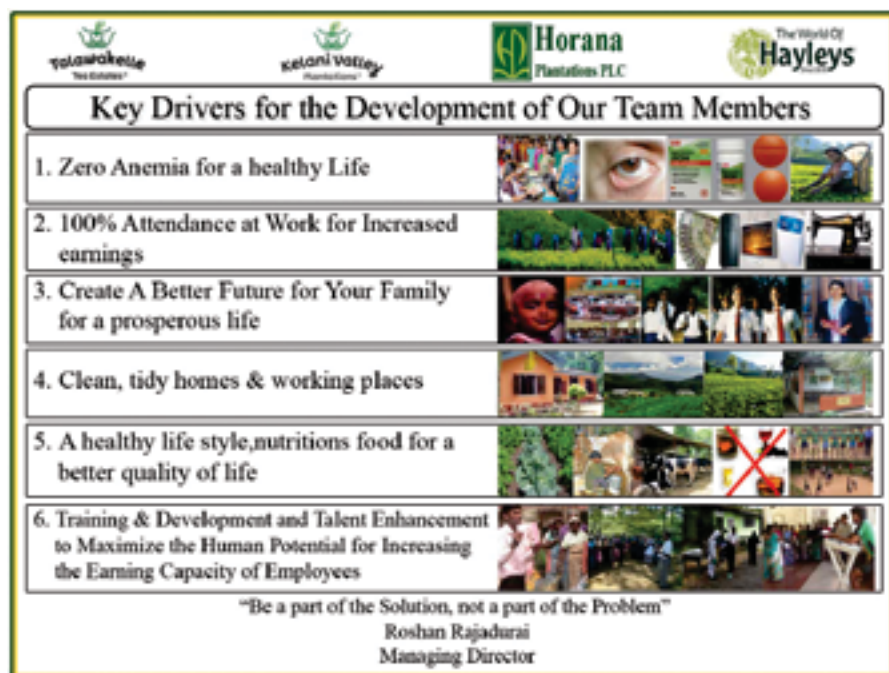 Talawakelle
Tea Estates
Kelani Valley
Plantations
Horana
Plantations PLC
The World Of
Hayleys
Key Drivers for the Development of Our Team Members
1. Zero Anemia for a healthy Life
2. 100% Attendance at Work for Increased
earnings
3. Create A Better Future for Your Family
for a prosperous life
4. Clean, tidy homes & working places
5. A healthy life style,nutritions food for a
better quality of life
6. Training & Development and Talent Enhancement
to Maximize the Human Potential for Increasing
the Earning Capacity of Employees
"Be a part of the Solution, not a part of the Problem"
Roshan Rajadurai
Managing Director